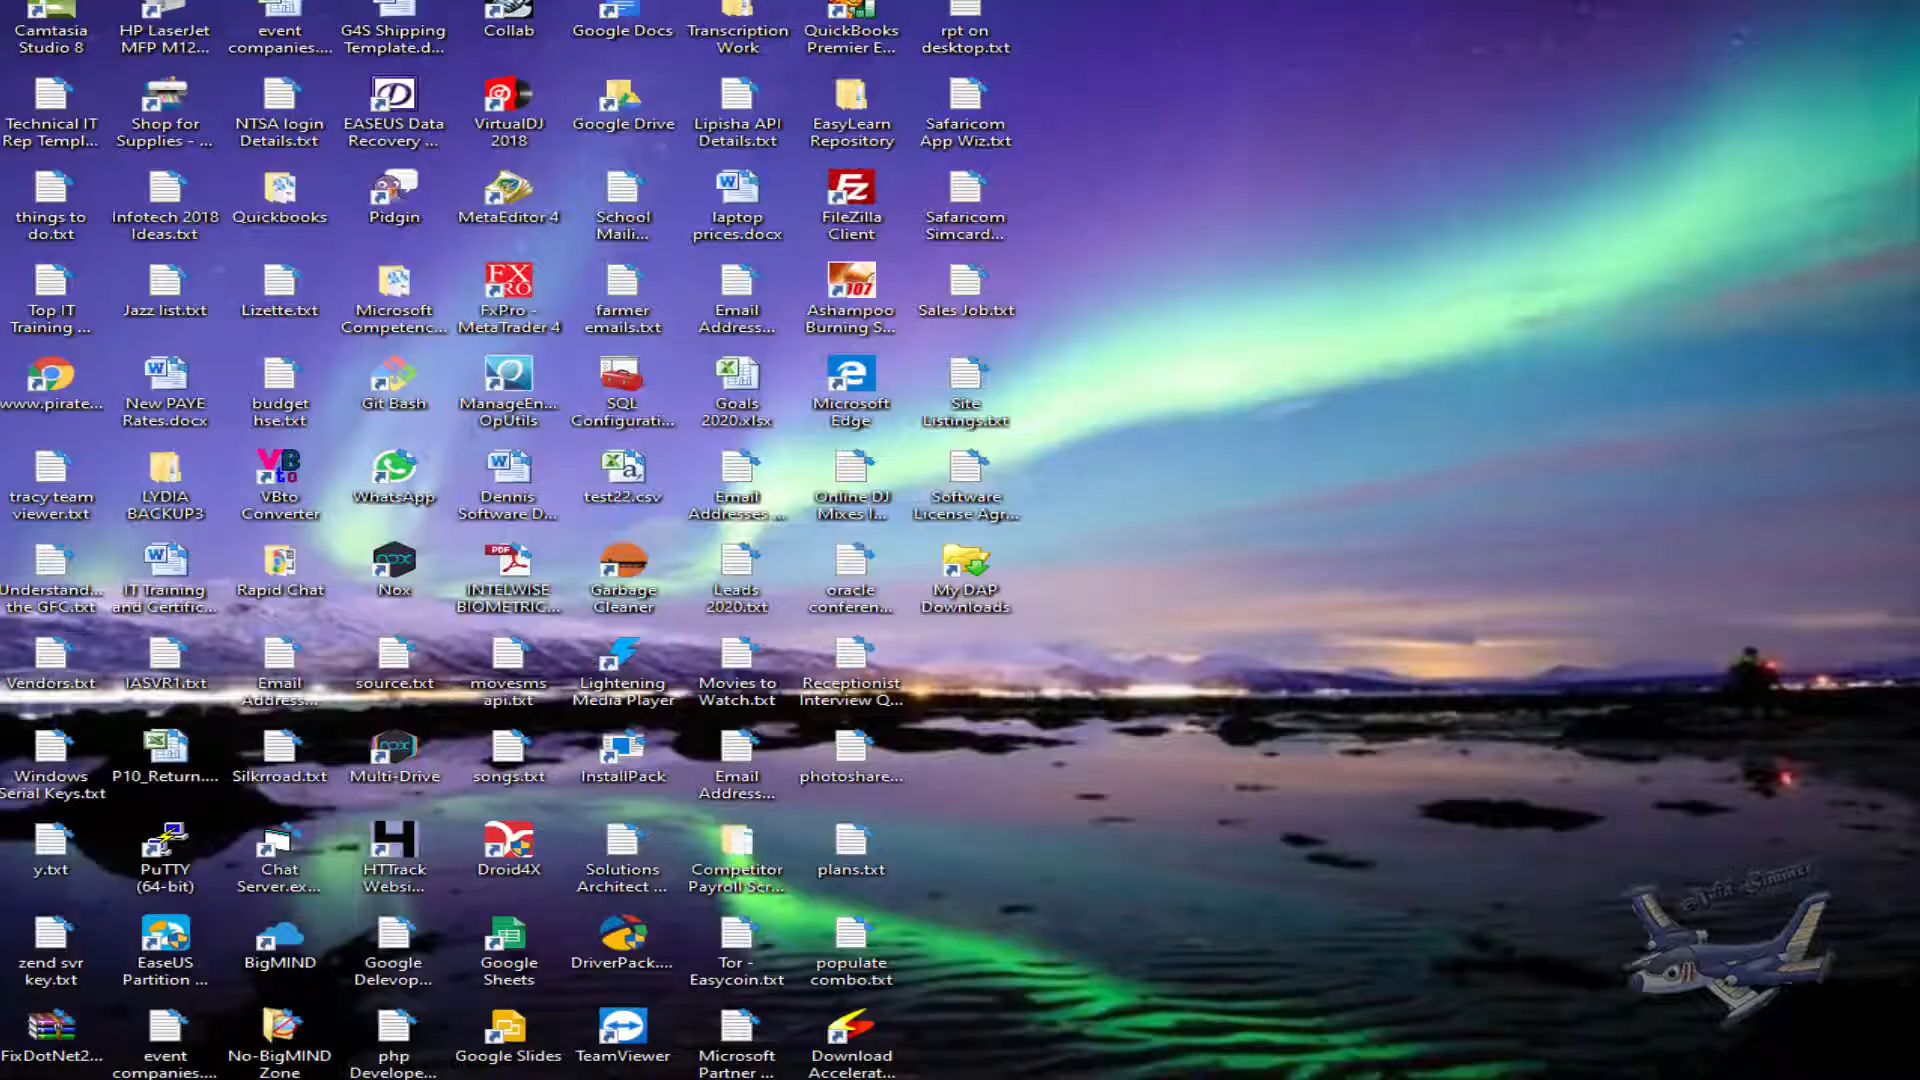 Camtasia
Studio 8
HP LaserJet
MFP M12...
event
companies....
G4S Shipping
Template.d...
Collab
Google Docs
Transcription
Work
QuickBooks
Premier E...
rpt on
desktop.txt
Technical IT
Rep Templ...
Shop for
Supplies - ...
NTSA login
Details.txt
EASEUS Data
Recovery ...
VirtualDJ
2018
Google Drive
Lipisha API
Details.txt
EasyLearn
Repository
Safaricom
App Wiz.txt
things to
do.txt
Infotech 2018
Ideas.txt
Quickbooks
Pidgin
MetaEditor 4
School
Maili...
laptop
prices.docx
FileZilla
Client
Safaricom
Simcard...
Top IT
Training ...
Jazz list.txt
Lizette.txt
Microsoft
Competenc...
FxPro -
MetaTrader 4
farmer
emails.txt
Email
Address...
Ashampoo
Burning S...
Sales Job.txt
www.pirate...
New PAYE
Rates.docx
budget
hse.txt
Git Bash
ManageEn...
OpUtils
SQL
Configurati...
Goals
2020.xlsx
Microsoft
Edge
Site
Listings.txt
tracy team
viewer.txt
LYDIA
BACKUP3
VBto
Converter
WhatsApp
Dennis
Software D...
test22.csv
Email
Addresses ...
Online DJ
Mixes l...
Software
License Agr...
Understand...
the GFC.txt
IT Training
and Certific...
Rapid Chat
Nox
INTELWISE
BIOMETRIC...
Garbage
Cleaner
Leads
2020.txt
oracle
conferen...
My DAP
Downloads
Vendors.txt
IASVR1.txt
Email
Address...
source.txt
movesms
api.txt
Lightening
Media Player
Movies to
Watch.txt
Receptionist
Interview Q...
Windows
Serial Keys.txt
P10_Return....
Silkrroad.txt
Multi-Drive
songs.txt
InstallPack
Email
Address...
photoshare...
y.txt
PuTTY
(64-bit)
Chat
Server.ex...
HTTrack
Websi...
Droid4X
Solutions
Architect ...
Competitor
Payroll Scr...
plans.txt
zend svr
key.txt
EaseUS
Partition ...
BigMIND
Google
Delevop...
Google
Sheets
DriverPack....
Tor -
Easycoin.txt
populate
combo.txt
FixDotNet2...
event
companies....
No-BigMIND
Zone
php
Develope...
Google Slides
TeamViewer
Microsoft
Partner ...
Download
Accelerat...